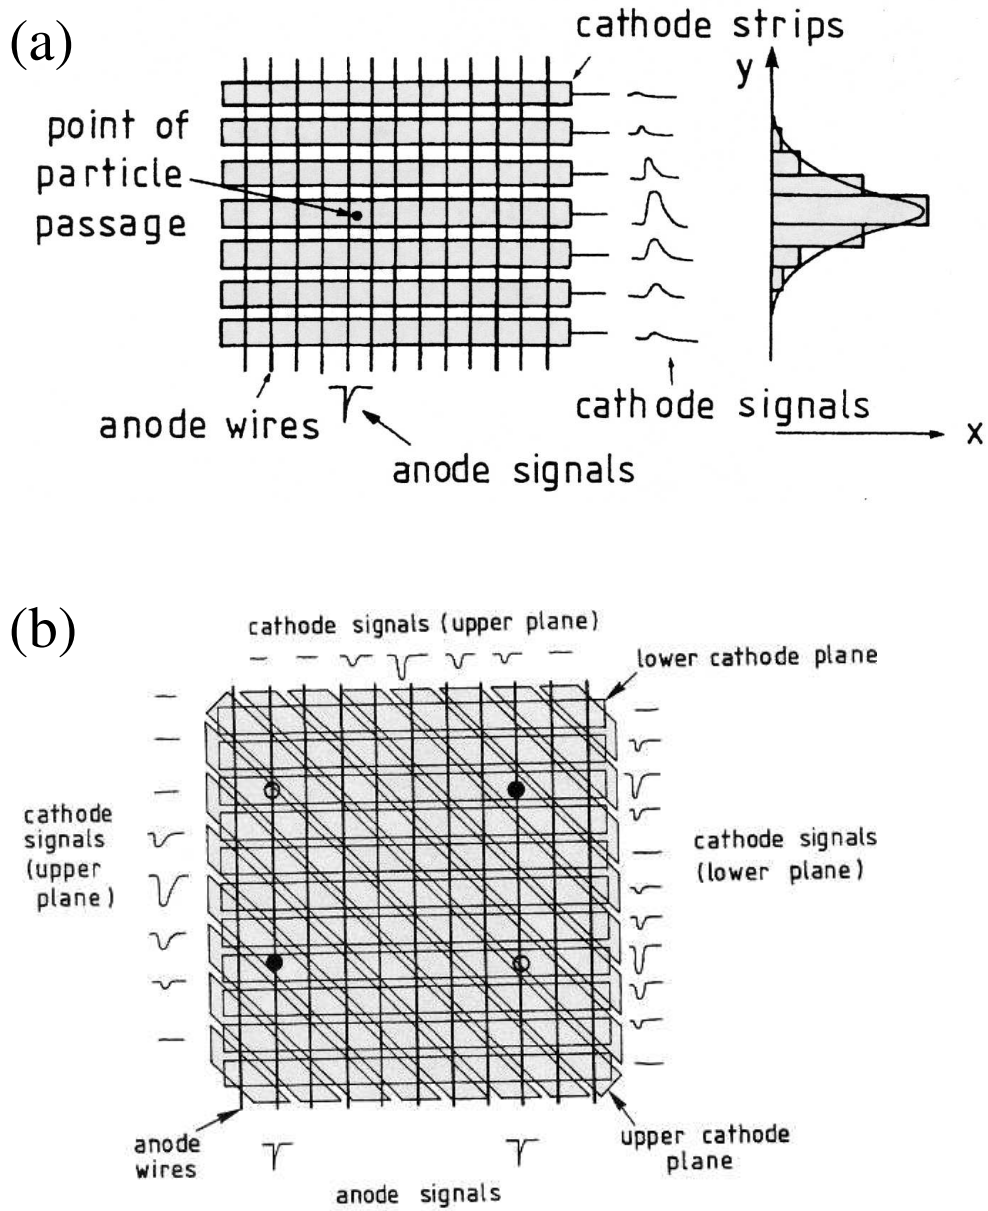 (a)
cathode strips
y
point of
particle
passage
anode wires
cathode signals
x
anode signals
(b)
cathode signals (upper plane)
lower cathode plane
cathode
signals
(upper
plane)
cathode signals
(lower plane)
anode
wires
upper cathode
plane
anode signals